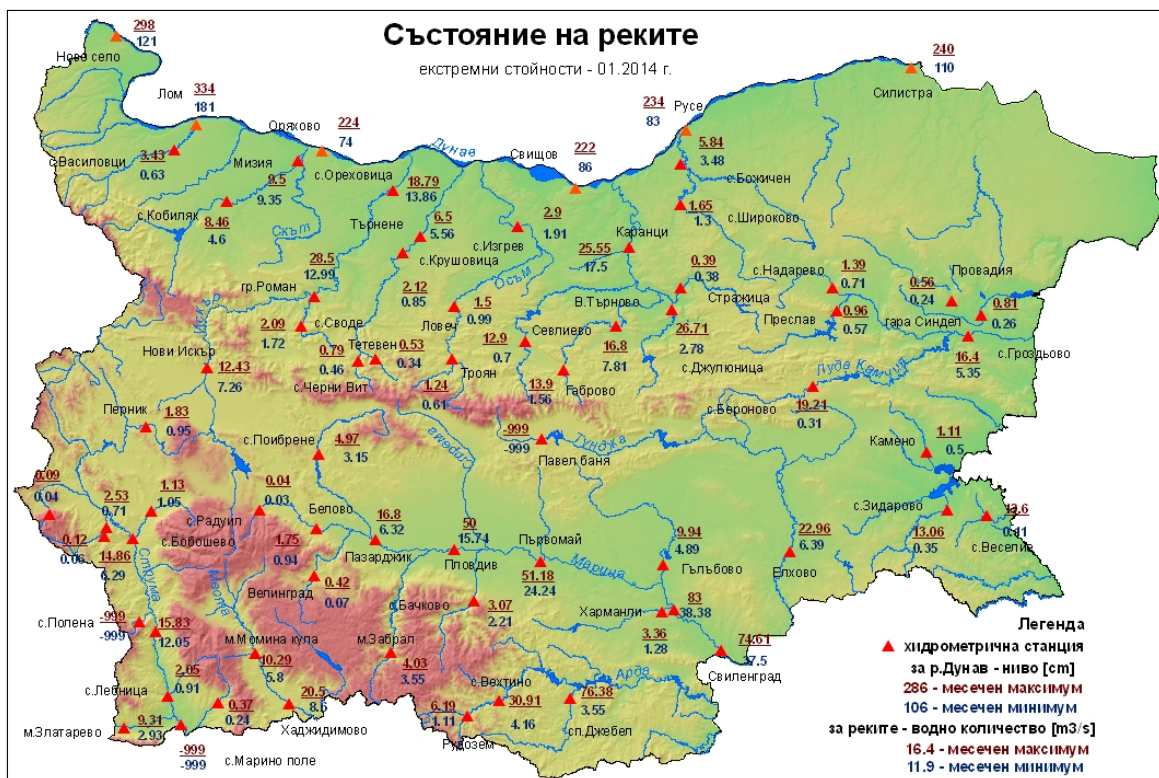 Състояние на реките
екстремни стойности - 01.2014 г.
298
121
Ново село
240
110
Силистра
Лом
334
181
234
83
Русе
Оряхово
224
74
Дунав
Свищов
222
86
5.84
3.48
с.Божичен
3.43
0.63
с.Василовци
Мизия
9.5
9.35
с.Ореховица
18.79
13.86
8.46
4.6
с.Кобиляк
Скът
Търнене
6.5
5.56
с.Крушовица
2.9
1.91
с.Изгрев
1.65
1.3
с.Широково
Каранци
25.55
17.5
28.5
12.99
гр.Роман
Искър
2.12
0.85
Осъм
1.5
0.99
Ловеч
0.39
0.38
Стражица
В.Търново
с.Надарево
1.39
0.71
0.56
0.24
Провадия
0.81
0.26
с.Гроздьово
Преслав
0.96
0.57
гара Синдел
16.4
5.35
2.09
1.72
с.Своде
Севлиево
12.9
0.7
16.8
7.81
26.71
2.78
с.Джулюница
Нови Искър
12.43
7.26
0.79
0.46
Тетевен
0.53
0.34
с.Черни Вит
Троян
1.24
0.61
13.9
1.56
Габрово
Луда Камчия
19.21
0.31
с.Бероново
Перник
1.83
0.95
с.Поибрене
4.97
3.15
Стряма
-999
-999
Павел баня
Тунджа
Камено
1.11
0.5
0.09
0.04
2.53
0.71
1.13
1.05
с.Радуил
0.04
0.03
Белово
1.75
0.94
16.8
6.32
Пазарджик
50
15.74
Пловдив
Първомай
51.18
24.24
Марица
9.94
4.89
Гълъбово
22.96
6.39
Елхово
с.Зидарово
13.06
0.35
13.6
0.11
с.Веселие
0.12
0.06
с.Бобошево
14.86
6.29
Струма
Места
Велинград
0.42
0.07
с.Бачково
3.07
2.21
Харманли
3.36
1.28
83
38.38
74.61
37.5
Свиленград
с.Полена
-999
-999
15.83
12.05
м.Момина кула
10.29
5.8
м.Забрал
4.03
3.55
2.05
0.91
с.Лебница
0.37
0.24
20.5
8.6
Хаджидимово
с.Вехтино
30.91
4.16
6.19
1.11
Рудозем
Арда
76.38
3.55
сп.Джебел
9.31
2.93
м.Златарево
-999
-999
с.Марино поле
Легенда
хидрометрична станция
за р.Дунав - ниво [cm]
286 - месечен максимум
106 - месечен минимум
за реките - водно количество [m3/s]
16.4 - месечен максимум
11.9 - месечен минимум